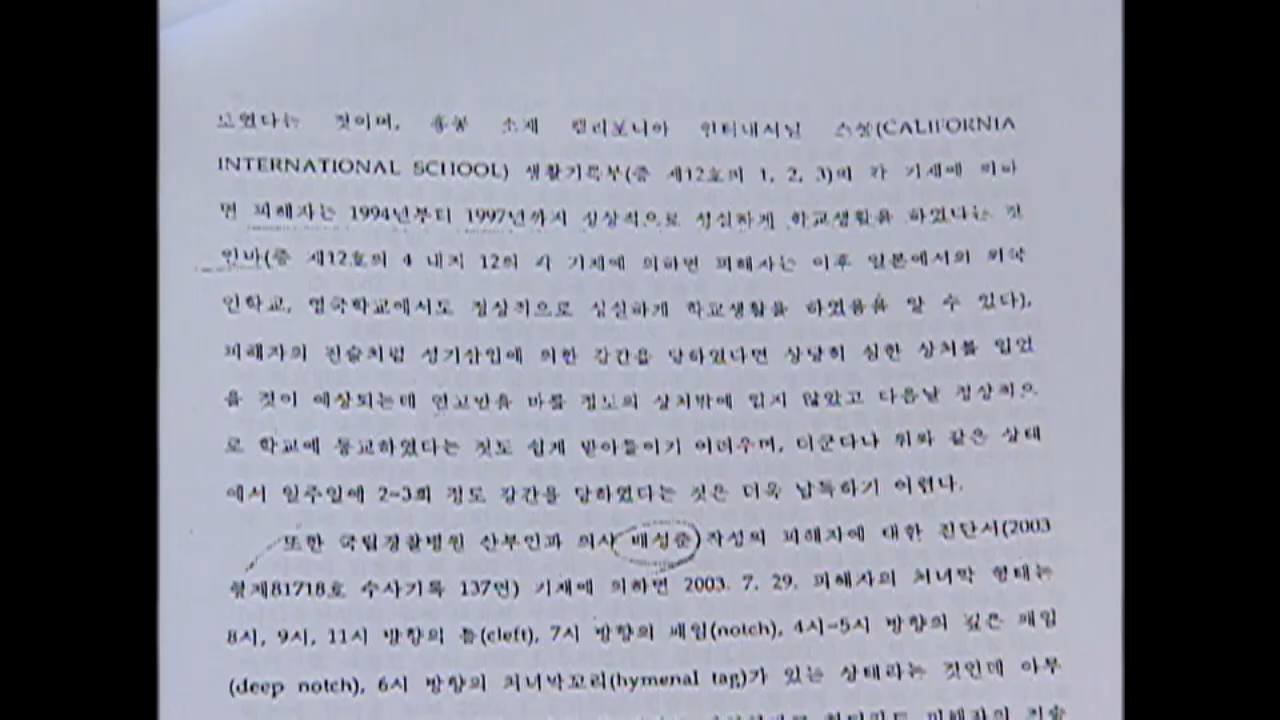 모였다는 것이며, 홍콩 소재 캘리포니아 인터내셔널 스쿨(CALIFORNIA
INTERNATIONAL SCHOOL) 생활기록부(증 제12호의 1, 2, 3)의 각 기재에 의하
면 피해자는 1994년부터 1997년까지 정상적으로 성실하게 학교생활을 하였다는 것
인바(증 제12호의 4 내지 12의 각 기재에 의하면 피해자는 이후 일본에서의 외국
인학교, 영국학교에서도 정상적으로 성실하게 학교생활을 하였음을 알 수 있다),
피해자의 진술처럼 성기삽입에 의한 강간을 당하였다면 상당히 심한 상처를 입었
을 것이 예상되는데 연고만을 바를 정도의 상처밖에 입지 않았고 다음날 정상적으
로 학교에 등교하였다는 것도 쉽게 받아들이기 어려우며, 더군다나 위와 같은 상태
에서 일주일에 2-3회 정도 강간을 당하였다는 것은 더욱 납득하기 어렵다.
또한 국립경찰병원 산부인과 의사 배성준 작성의 피해자에 대한 진단서(2003
형제81718호 수사기록 137면) 기재에 의하면 2003. 7. 29. 피해자의 처녀막 형태는
8시, 9시, 11시 방향의 틈(cleft), 7시 방향의 패임(notch), 4시-5시 방향의 깊은 패임
(deep notch), 6시 방향의 처녀막꼬리(hymenal tag)가 있는 상태라는 것인데 아무
피해자의 진술